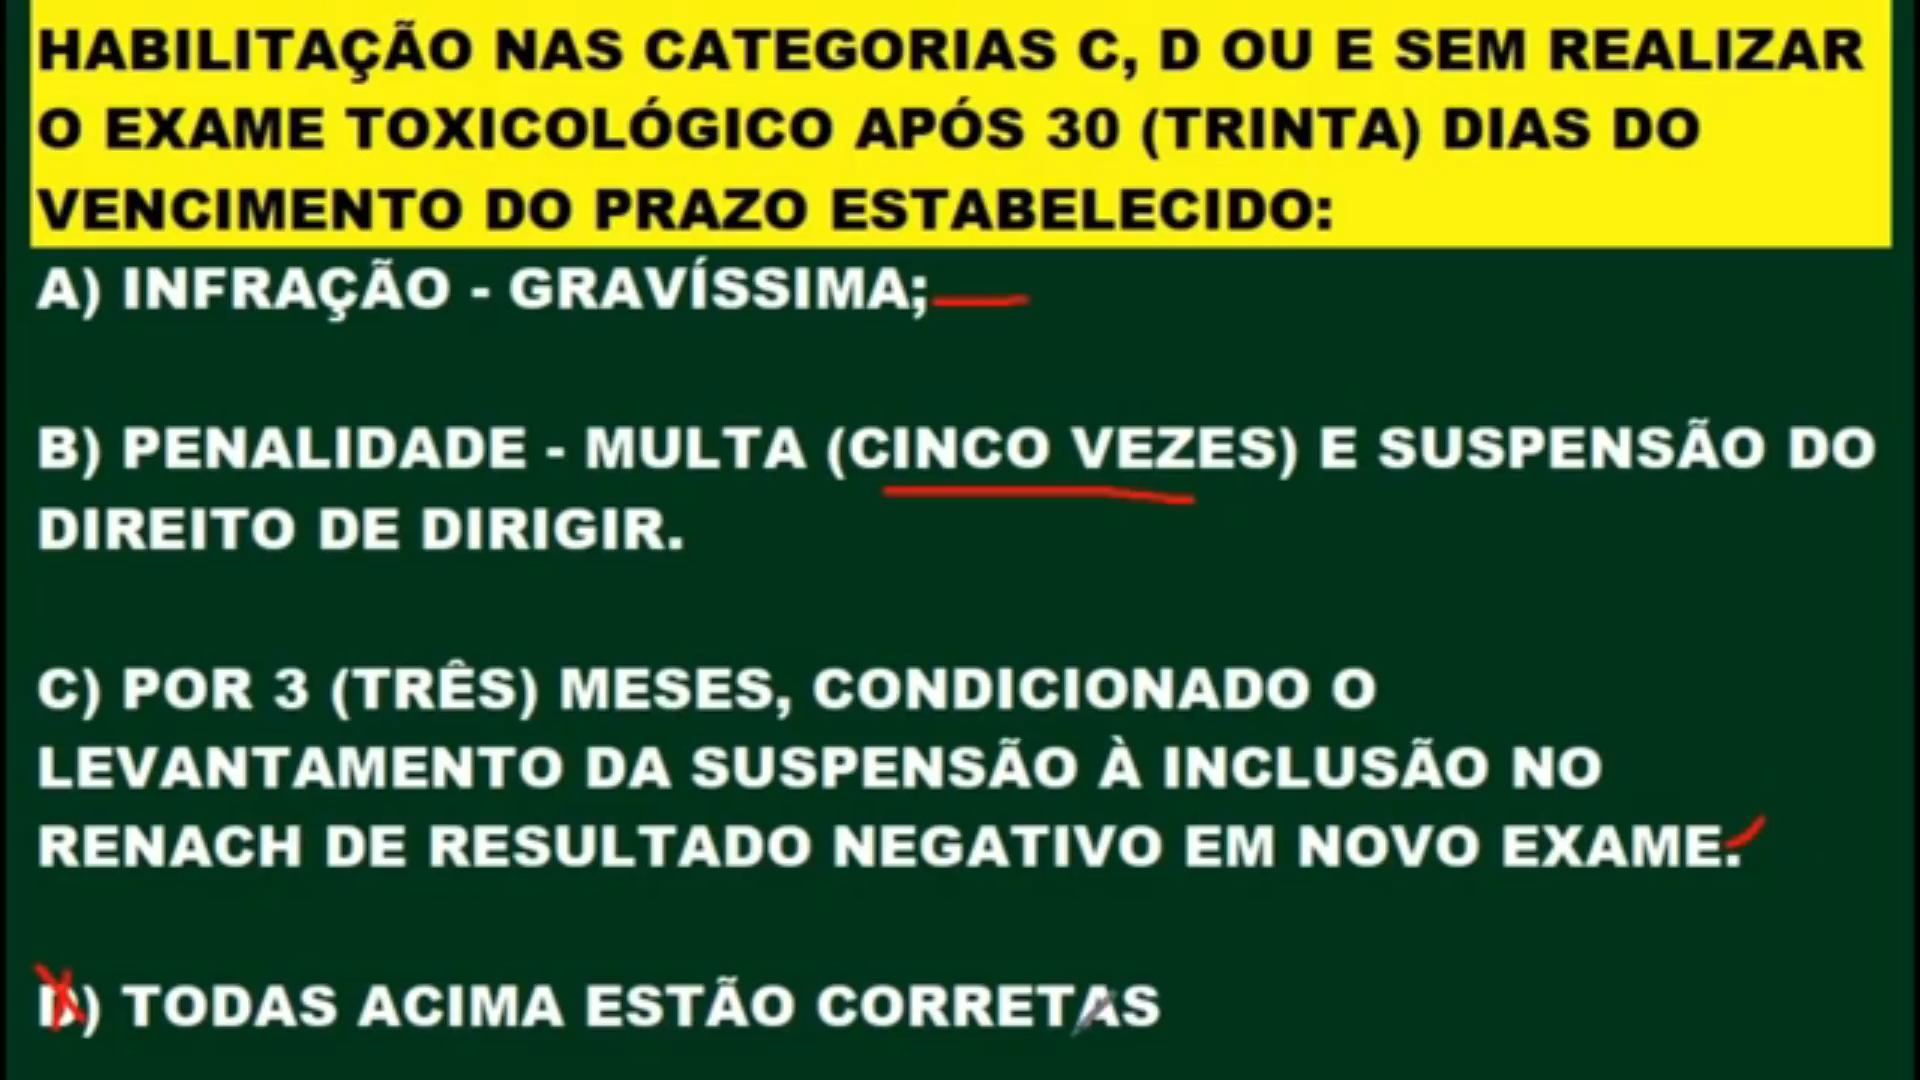 HABILITAÇÃO NAS CATEGORIAS C, D OU E SEM REALIZAR
O EXAME TOXICOLÓGICO APÓS 30 (TRINTA) DIAS DO
VENCIMENTO DO PRAZO ESTABELECIDO:
A) INFRAÇÃO - GRAVÍSSIMA;
B) PENALIDADE - MULTA (CINCO VEZES) E SUSPENSÃO DO
DIREITO DE DIRIGIR.
C) POR 3 (TRÊS) MESES, CONDICIONADO O
LEVANTAMENTO DA SUSPENSÃO À INCLUSÃO NO
RENACH DE RESULTADO NEGATIVO EM NOVO EXAME.
D) TODAS ACIMA ESTÃO CORRETAS